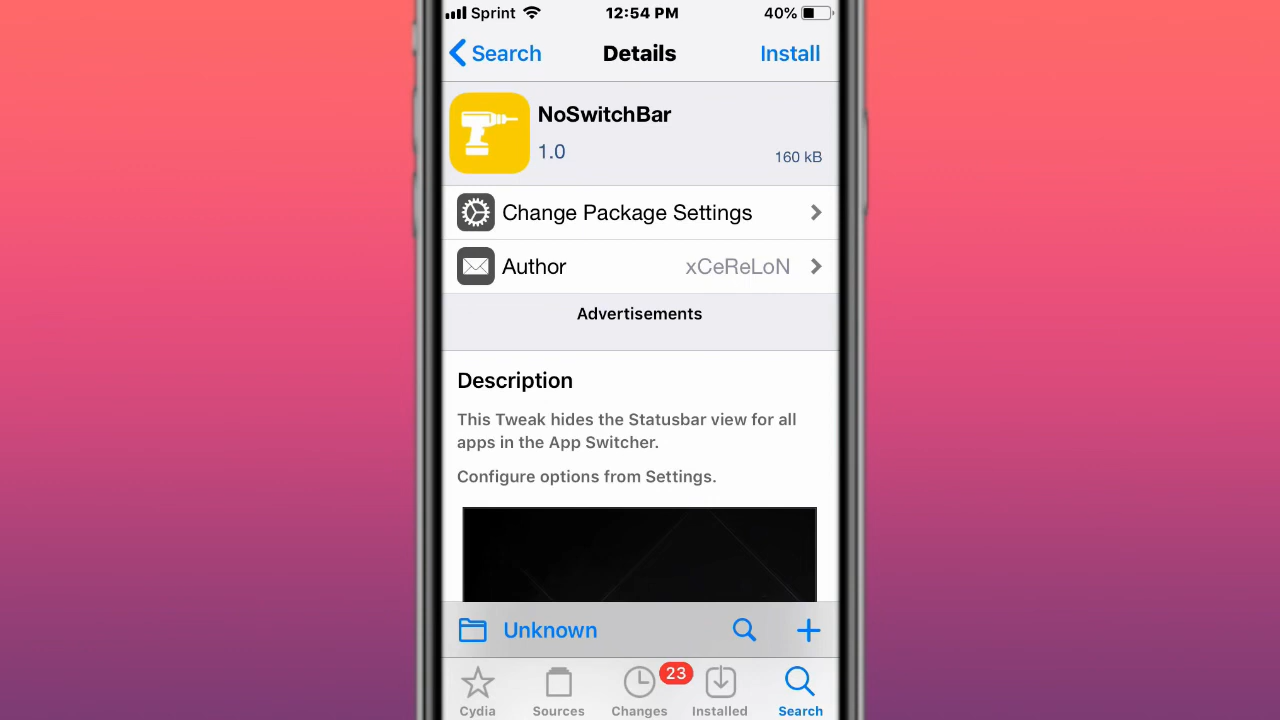 Sprint 12:54 PM 40%
Search Details Install
NoSwitchBar
1.0 160 kB
Change Package Settings
Author xCeReLoN
Advertisements
Description
This Tweak hides the Statusbar view for all
apps in the App Switcher.
Configure options from Settings.
Unknown
23
Cydia Sources Changes Installed Search